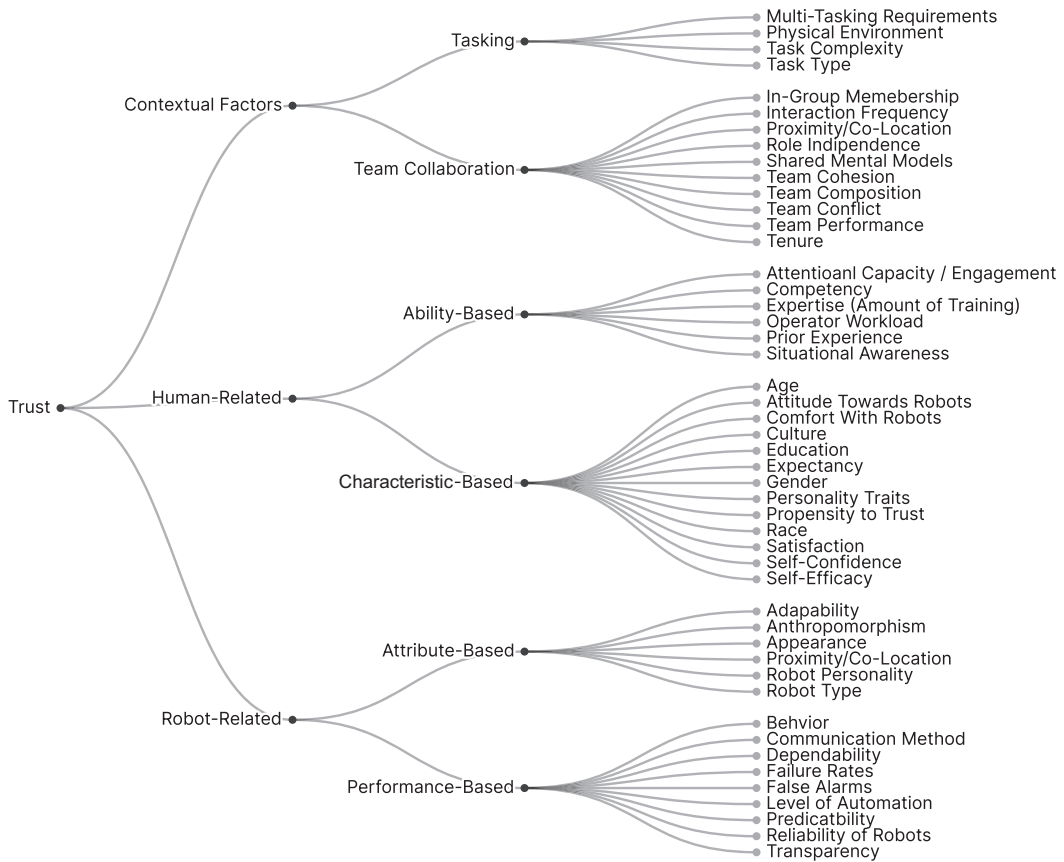 Trust
Contextual Factors
Tasking
Multi-Tasking Requirements
Physical Environment
Task Complexity
Task Type
Team Collaboration
In-Group Memebership
Interaction Frequency
Proximity/Co-Location
Role Indipendence
Shared Mental Models
Team Cohesion
Team Composition
Team Conflict
Team Performance
Tenure
Human-Related
Ability-Based
Attentioanl Capacity / Engagement
Competency
Expertise (Amount of Training)
Operator Workload
Prior Experience
Situational Awareness
Characteristic-Based
Age
Attitude Towards Robots
Comfort With Robots
Culture
Education
Expectancy
Gender
Personality Traits
Propensity to Trust
Race
Satisfaction
Self-Confidence
Self-Efficacy
Robot-Related
Attribute-Based
Adapability
Anthropomorphism
Appearance
Proximity/Co-Location
Robot Personality
Robot Type
Performance-Based
Behvior
Communication Method
Dependability
Failure Rates
False Alarms
Level of Automation
Predicatbility
Reliability of Robots
Transparency